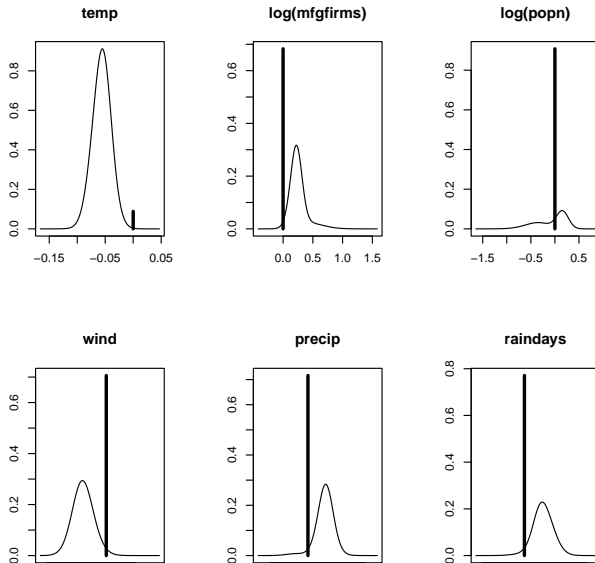 temp
0.0 0.2 0.4 0.6 0.8
−0.15 −0.05 0.05
log(mfgfirms)
0.0 0.2 0.4 0.6
0.0 0.5 1.0 1.5
log(popn)
0.0 0.2 0.4 0.6 0.8
−1.5 −0.5 0.5
wind
0.0 0.2 0.4 0.6
precip
0.0 0.2 0.4 0.6
raindays
0.0 0.2 0.4 0.6 0.8